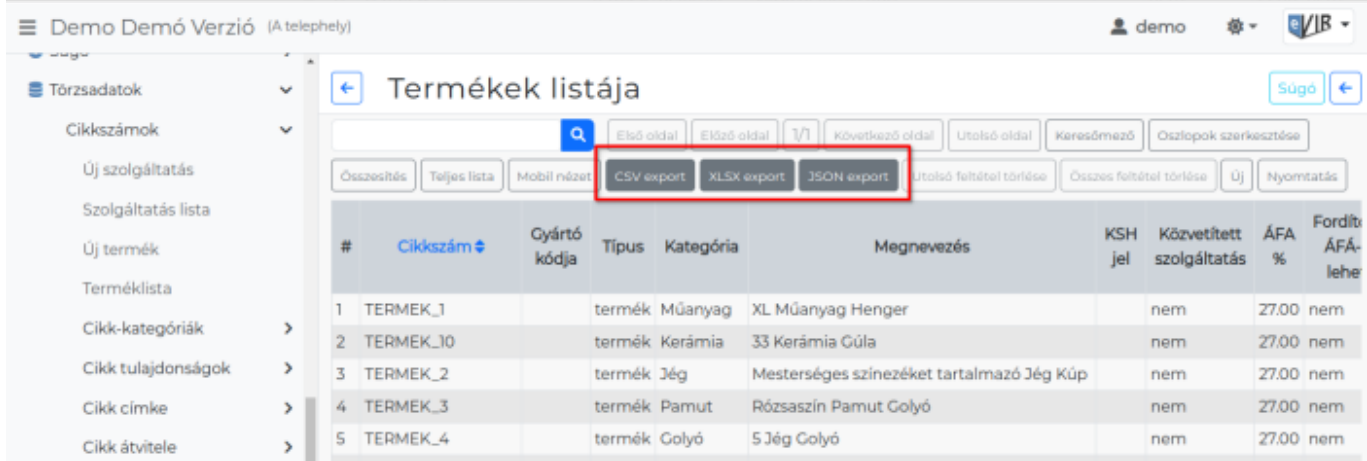 Demo Demó Verzió (A telephely)
demo
eVIR
Súgó
Törzsadatok
Cikkszámok
Új szolgáltatás
Szolgáltatás lista
Új termék
Terméklista
Cikk-kategóriák
Cikk tulajdonságok
Cikk címke
Cikk átvitele
Termékek listája
Súgó
Első oldal Előző oldal 1/1 Következő oldal Utolsó oldal Keresőmező Oszlopok szerkesztése
Összesítés Teljes lista Mobil nézet CSV export XLSX export JSON export Utolsó feltétel törlése Összes feltétel törlése Új Nyomtatás
# Cikkszám Gyártó kódja Típus Kategória Megnevezés KSH jel Közvetített szolgáltatás ÁFA %
1 TERMEK_1 termék Műanyag XL Műanyag Henger nem 27.00 nem
2 TERMEK_10 termék Kerámia 33 Kerámia Gúla nem 27.00 nem
3 TERMEK_2 termék Jég Mesterséges színezéket tartalmazó Jég Kúp nem 27.00 nem
4 TERMEK_3 termék Pamut Rózsaszín Pamut Golyó nem 27.00 nem
5 TERMEK_4 termék Golyó 5 Jég Golyó nem 27.00 nem